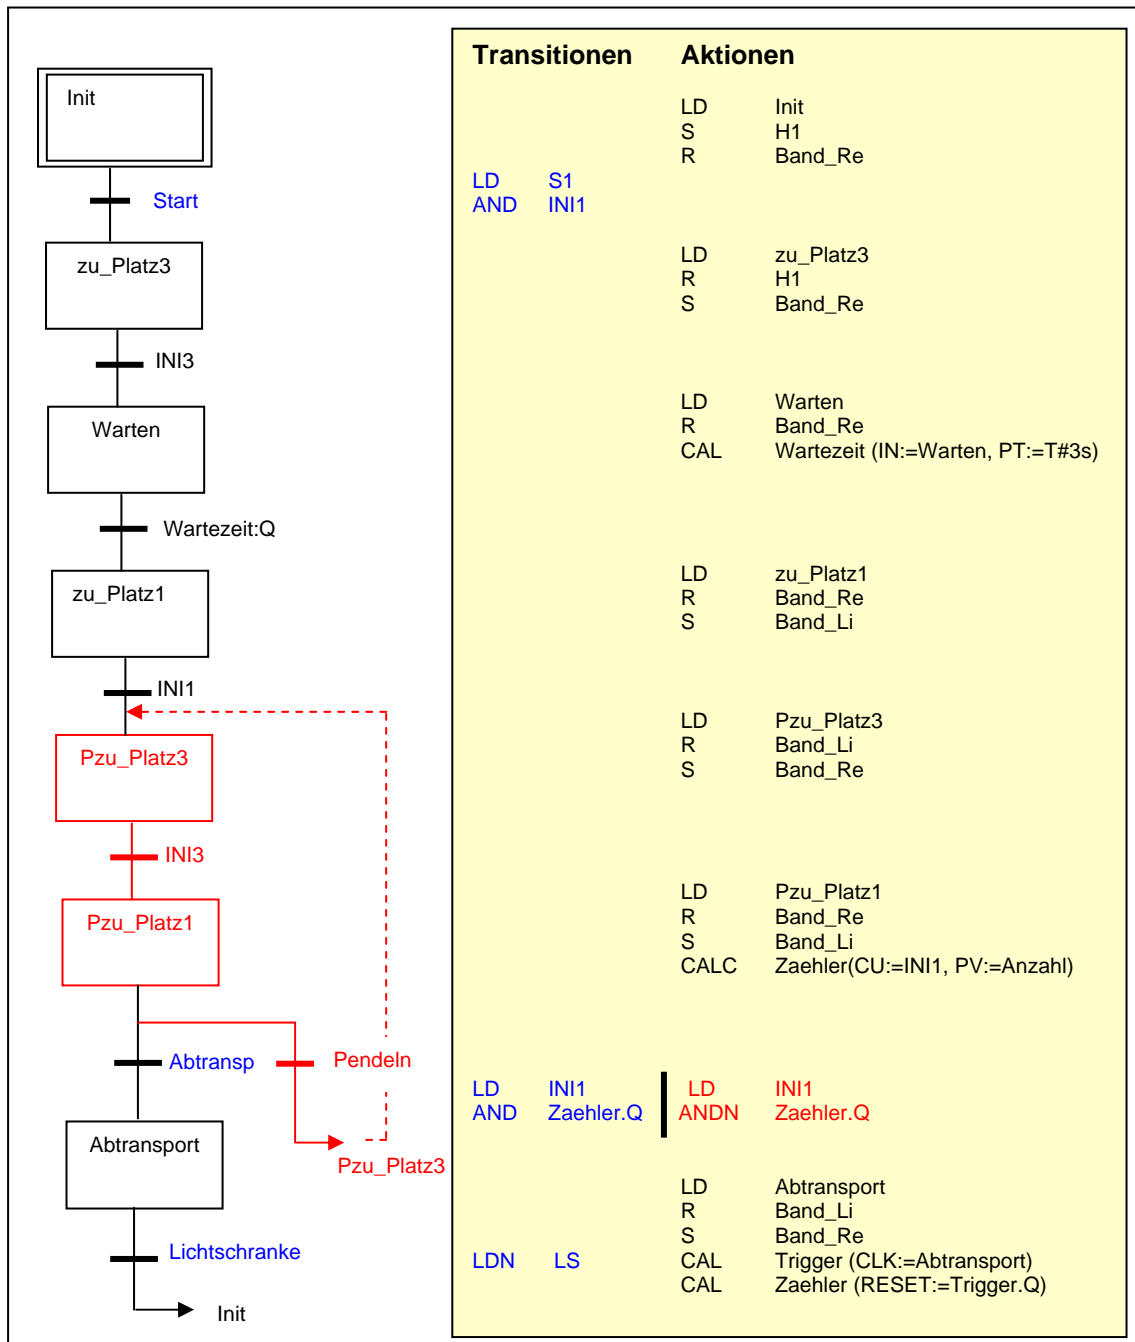 Transitionen Aktionen
Init
LD Init
S H1
R Band_Re
Start
LD S1
AND INI1
zu_Platz3
LD zu_Platz3
R H1
S Band_Re
INI3
Warten
LD Warten
R Band_Re
CAL Wartezeit (IN:=Warten, PT:=T#3s)
Wartezeit:Q
zu_Platz1
LD zu_Platz1
R Band_Re
S Band_Li
INI1
Pzu_Platz3
LD Pzu_Platz3
R Band_Li
S Band_Re
INI3
Pzu_Platz1
LD Pzu_Platz1
R Band_Re
S Band_Li
CALC Zaehler(CU:=INI1, PV:=Anzahl)
Abtransp Pendeln
LD INI1 LD INI1
AND Zaehler.Q ANDN Zaehler.Q
Abtransport
Pzu_Platz3
LD Abtransport
R Band_Li
S Band_Re
Lichtschranke
LDN LS CAL Trigger (CLK:=Abtransport)
CAL Zaehler (RESET:=Trigger.Q)
Init